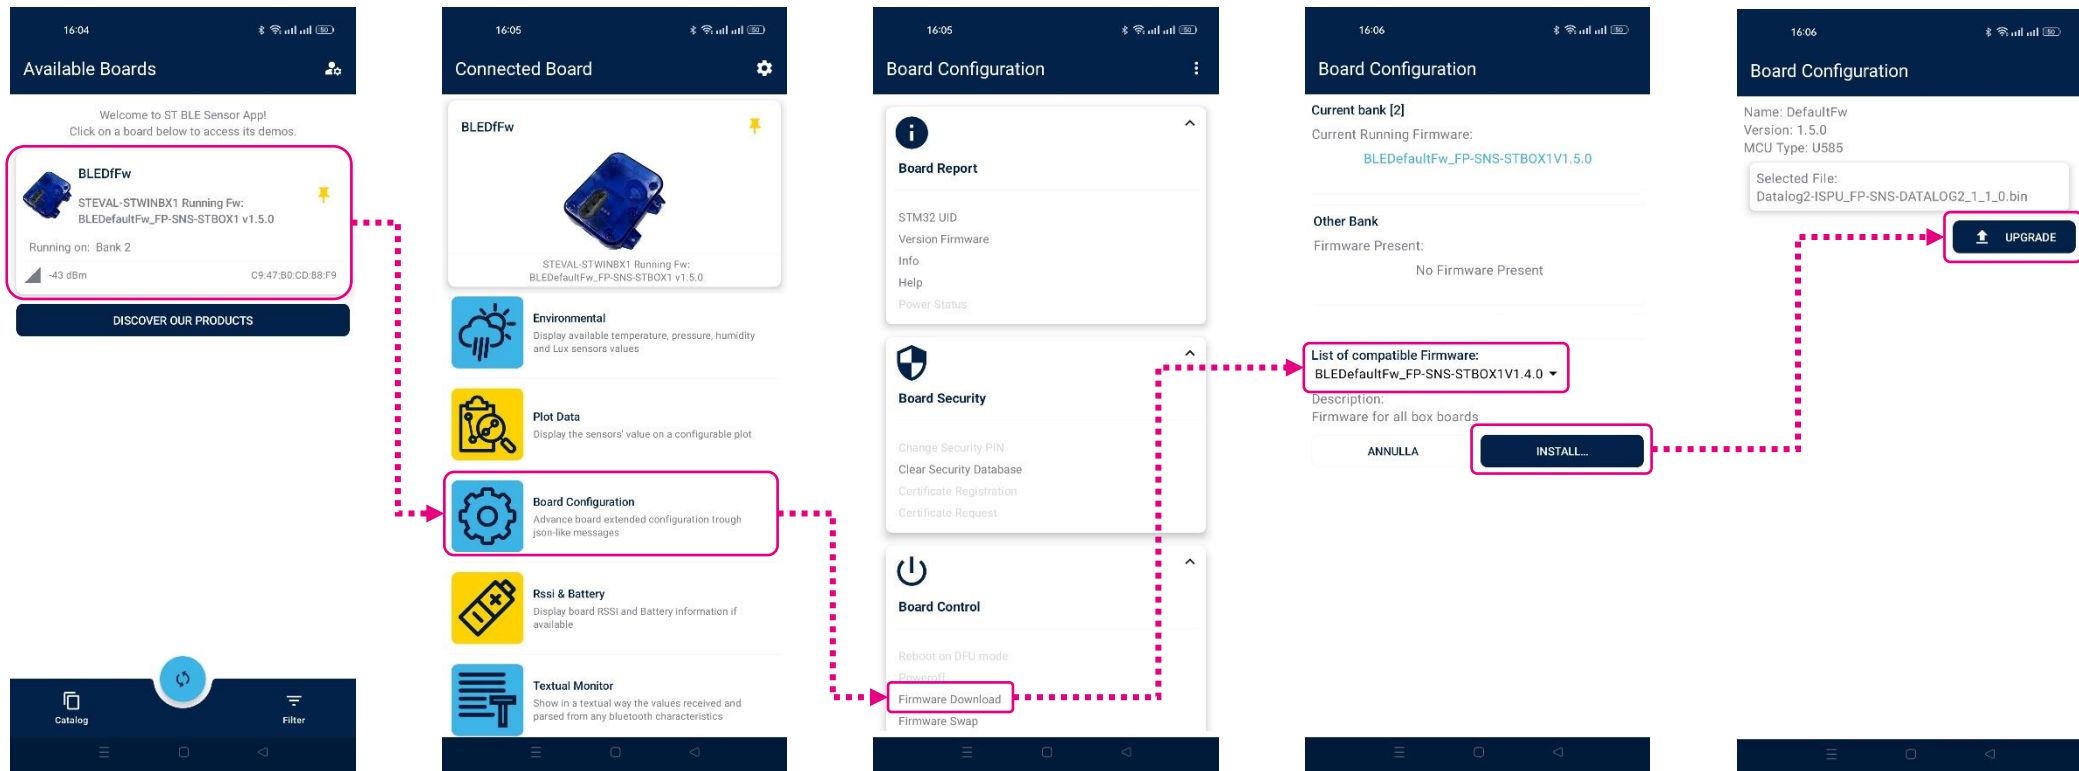 16:04
50
Available Boards
Welcome to ST BLE Sensor App!
Click on a board below to access its demos.
BLEDfFw
STEVAL-STWINBX1 Running Fw:
BLEDefaultFw_FP-SNS-STBOX1 v1.5.0
Running on: Bank 2
-43 dBm
C9:47:B0:CD:88:F9
DISCOVER OUR PRODUCTS
Catalog
Filter
16:05
50
Connected Board
BLEDfFw
STEVAL-STWINBX1 Running Fw:
BLEDefaultFw_FP-SNS-STBOX1 v1.5.0
Environmental
Display available temperature, pressure, humidity
and Lux sensors values
Plot Data
Display the sensors' value on a configurable plot
Board Configuration
Advance board extended configuration trough
json-like messages
Rssi & Battery
Display board RSSI and Battery information if
available
Textual Monitor
Show in a textual way the values received and
parsed from any bluetooth characteristics
16:05
50
Board Configuration
Board Report
STM32 UID
Version Firmware
Info
Help
Power Status
Board Security
Change Security PIN
Clear Security Database
Certificate Registration
Certificate Request
Board Control
Reboot on DFU mode
Poweroff
Firmware Download
Firmware Swap
16:06
50
Board Configuration
Current bank [2]
Current Running Firmware:
BLEDefaultFw_FP-SNS-STBOX1V1.5.0
Other Bank
Firmware Present:
No Firmware Present
List of compatible Firmware:
BLEDefaultFw_FP-SNS-STBOX1V1.4.0
Description:
Firmware for all box boards
ANNULLA
INSTALL...
16:06
50
Board Configuration
Name: DefaultFw
Version: 1.5.0
MCU Type: U585
Selected File:
Datalog2-ISPU_FP-SNS-DATALOG2_1_1_0.bin
UPGRADE